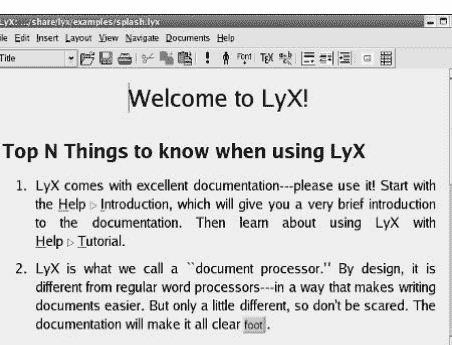 LyX: .../share/lyx/examples/splash.lyx
ile Edit Insert Layout View Navigate Documents Help
Title ! Font TEX
Welcome to LyX!
Top N Things to know when using LyX
1. LyX comes with excellent documentation---please use it! Start with
the Help ▷ Introduction, which will give you a very brief introduction
to the documentation. Then learn about using LyX with
Help ▷ Tutorial.
2. LyX is what we call a ``document processor.'' By design, it is
different from regular word processors---in a way that makes writing
documents easier. But only a little different, so don't be scared. The
documentation will make it all clear foot.